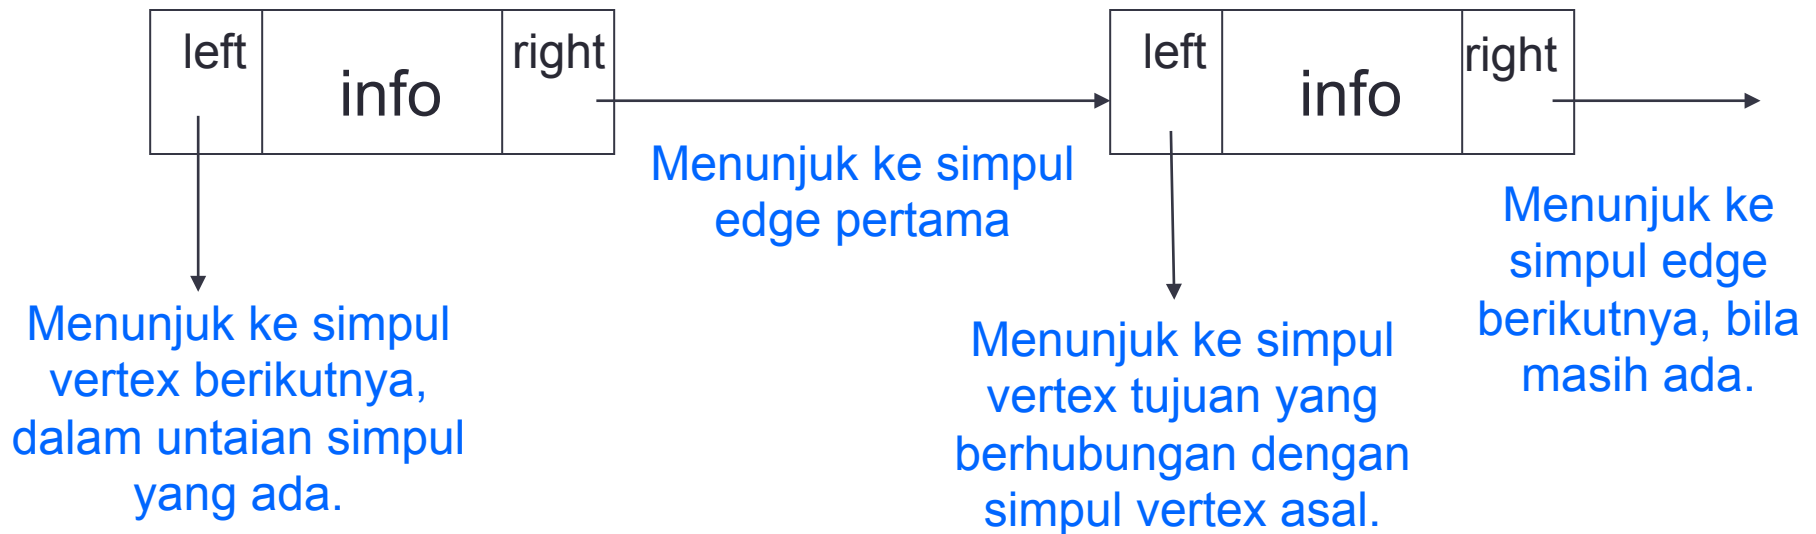 left
info
right
left
info
right
Menunjuk ke simpul
edge pertama
Menunjuk ke simpul
vertex berikutnya,
dalam untaian simpul
yang ada.
Menunjuk ke simpul
vertex tujuan yang
berhubungan dengan
simpul vertex asal.
Menunjuk ke
simpul edge
berikutnya, bila
masih ada.